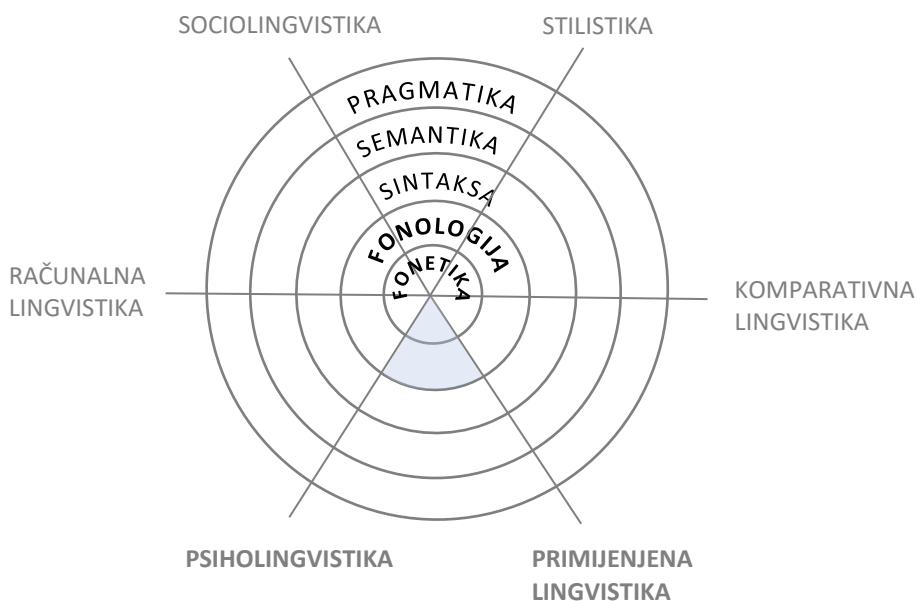 SOCIOLINGVISTIKA
STILISTIKA
PRAGMATIKA
SEMANTIKA
SINTAKSA
FONOLOGIJA
FONETIKA
RAČUNALNA
LINGVISTIKA
KOMPARATIVNA
LINGVISTIKA
PSIHOLINGVISTIKA
PRIMIJENJENA
LINGVISTIKA